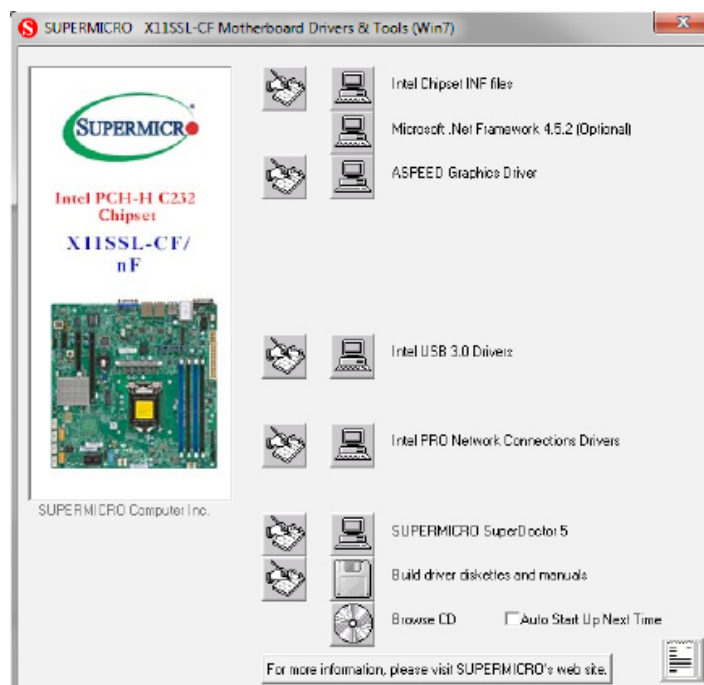 SUPERMICRO X11SSL-CF Motherboard Drivers & Tools (Win7)
SUPERMICRO
Intel PCH-H C232
Chipset
X11SSL-CF/
nF
SUPERMICRO Computer Inc.
Intel Chipset INF files
Microsoft .Net Framework 4.5.2 (Optional)
ASPEED Graphics Driver
Intel USB 3.0 Drivers
Intel PRO Network Connections Drivers
SUPERMICRO SuperDoctor 5
Build driver diskettes and manuals
Browse CD Auto Start Up Next Time
For more information, please visit SUPERMICRO's web site.